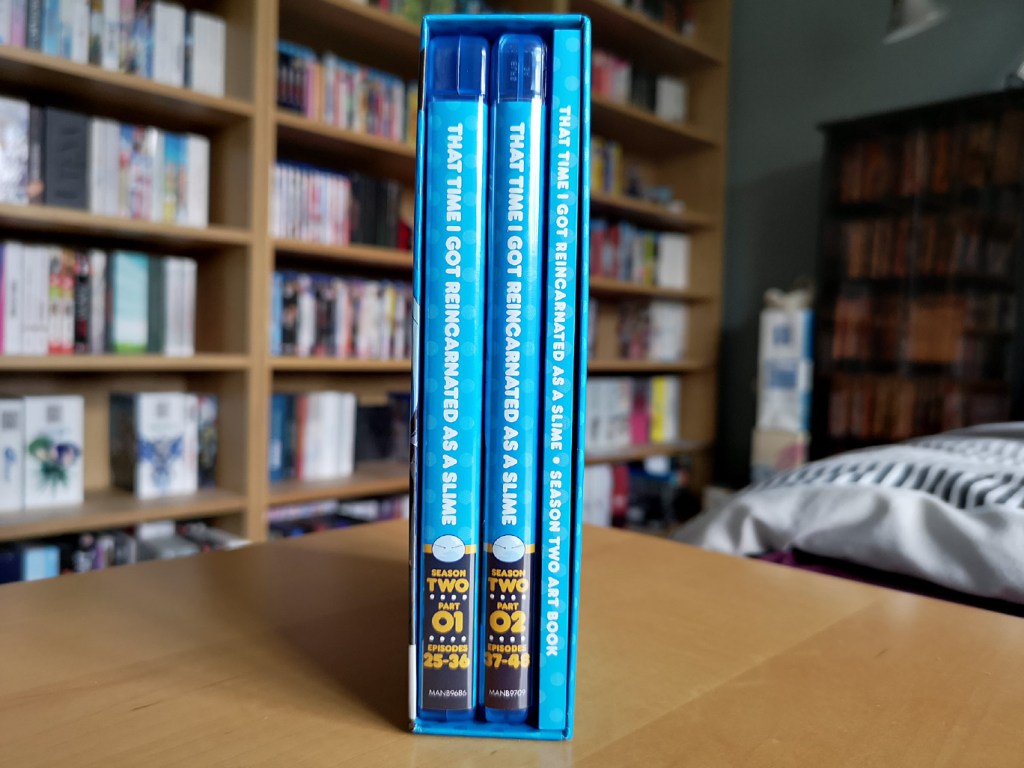 THAT TIME I GOT REINCARNATED AS A SLIME
SEASON
TWO
PART
01
EPISODES
25-36
MANB9686
THAT TIME I GOT REINCARNATED AS A SLIME
SEASON
TWO
PART
02
EPISODES
37-48
MANB9709
THAT TIME I GOT REINCARNATED AS A SLIME • SEASON TWO ART BOOK